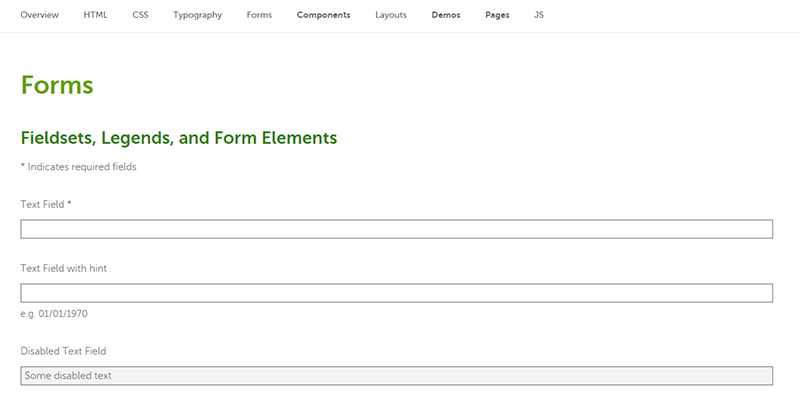 Overview HTML CSS Typography Forms Components Layouts Demos Pages JS
Forms
Fieldsets, Legends, and Form Elements
* Indicates required fields
Text Field *
Text Field with hint
e.g. 01/01/1970
Disabled Text Field
Some disabled text